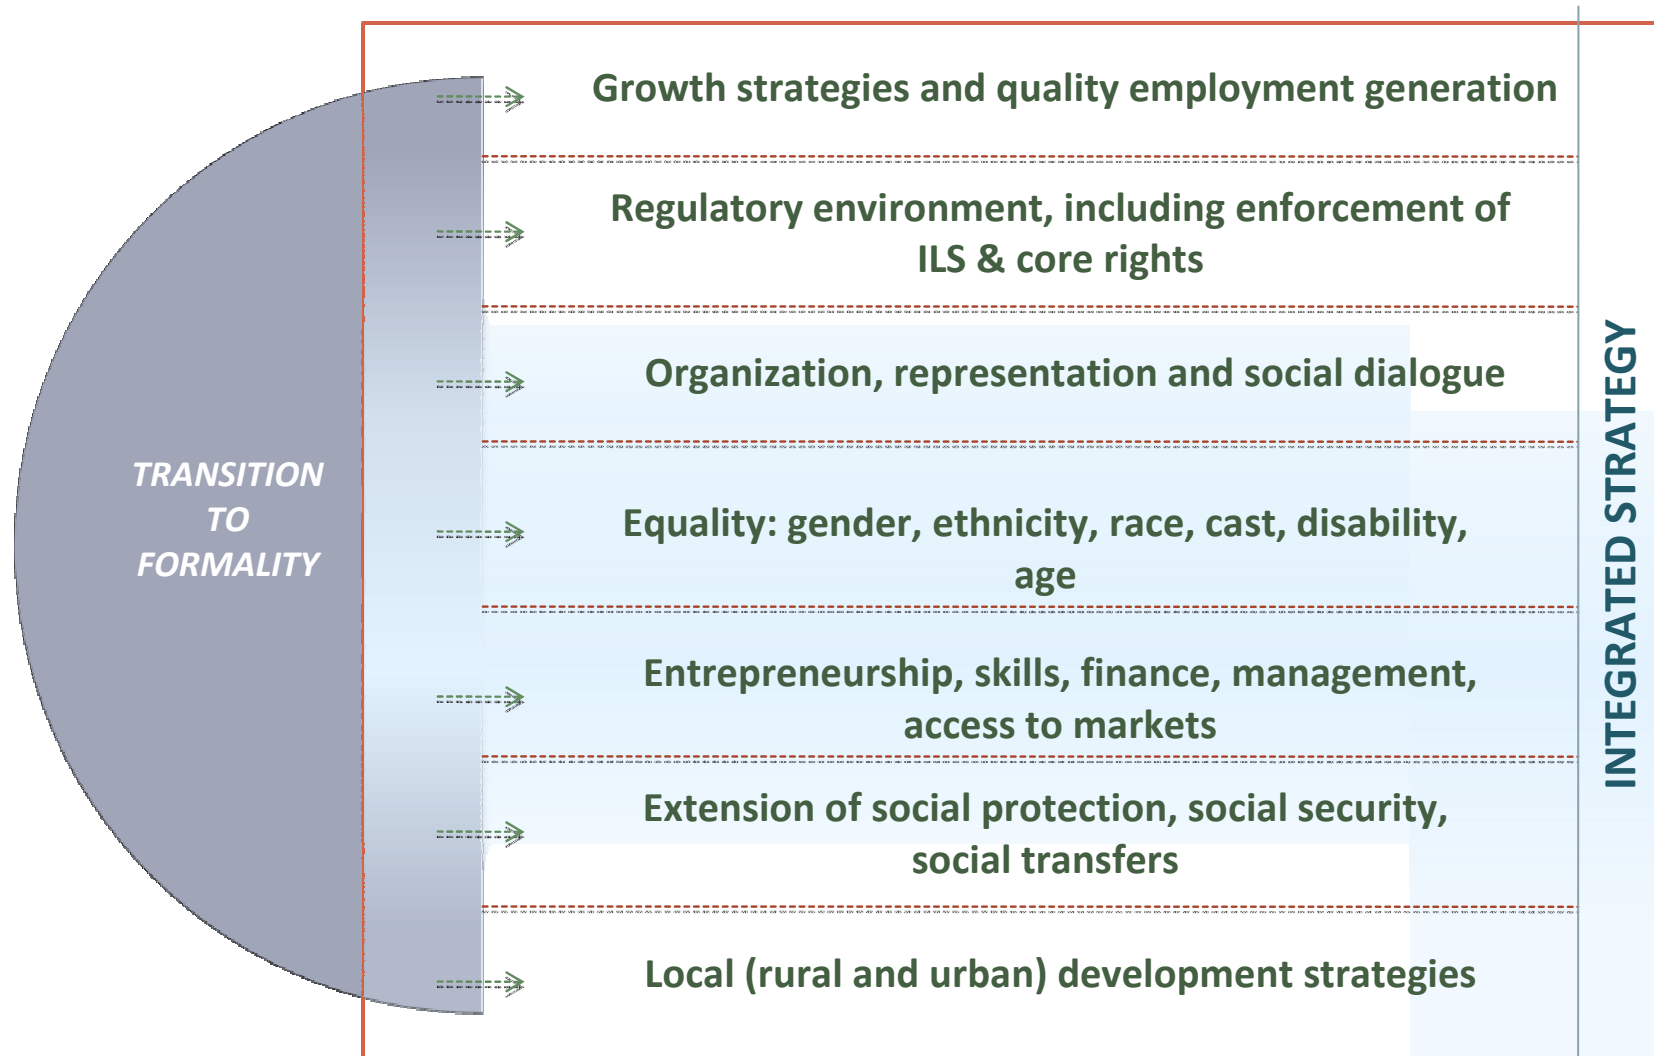 Growth strategies and quality employment generation
Regulatory environment, including enforcement of
ILS & core rights
Organization, representation and social dialogue
TRANSITION
TO
FORMALITY
Equality: gender, ethnicity, race, cast, disability,
age
Entrepreneurship, skills, finance, management,
access to markets
Extension of social protection, social security,
social transfers
Local (rural and urban) development strategies
INTEGRATED STRATEGY